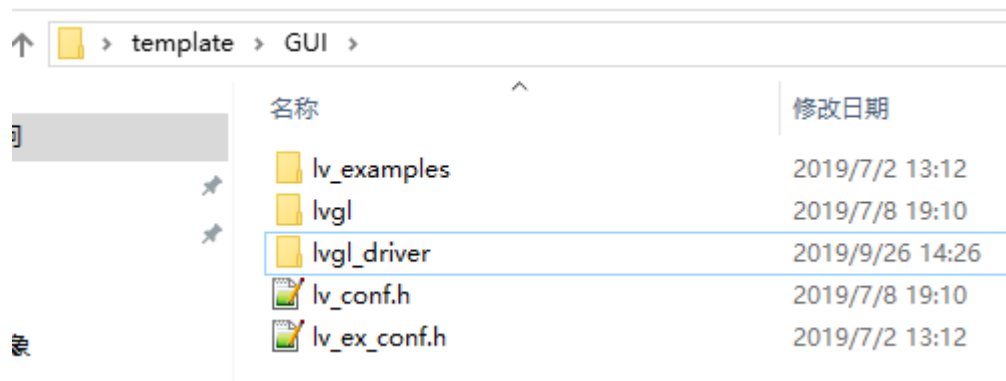 template > GUI >
名称 修改日期
lv_examples 2019/7/2 13:12
lvgl 2019/7/8 19:10
lvgl_driver 2019/9/26 14:26
lv_conf.h 2019/7/8 19:10
lv_ex_conf.h 2019/7/2 13:12
象